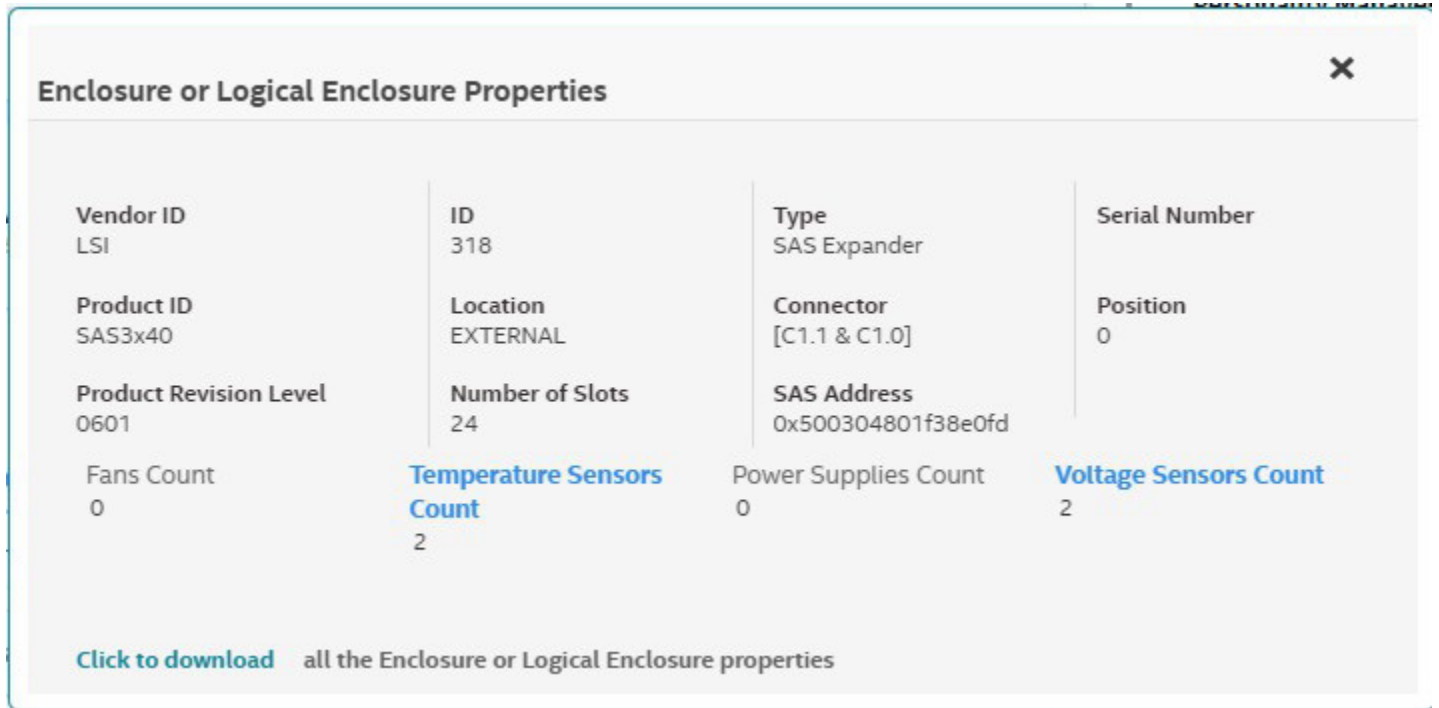 Enclosure or Logical Enclosure Properties
Vendor ID
LSI
ID
318
Type
SAS Expander
Serial Number
Product ID
SAS3x40
Location
EXTERNAL
Connector
[C1.1 & C1.0]
Position
0
Product Revision Level
0601
Number of Slots
24
SAS Address
0x500304801f38e0fd
Fans Count
0
Temperature Sensors
Count
2
Power Supplies Count
0
Voltage Sensors Count
2
Click to download all the Enclosure or Logical Enclosure properties